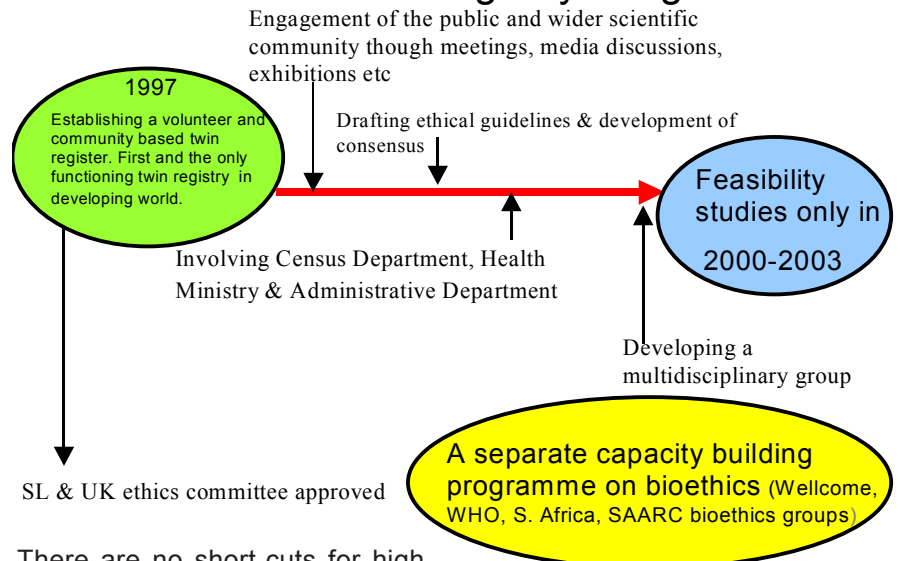 Engagement of the public and wider scientific
community though meetings, media discussions,
exhibitions etc
1997
Establishing a volunteer and
community based twin
register. First and the only
functioning twin registry in
developing world.
Drafting ethical guidelines & development of
consensus
Feasibility
studies only in
2000-2003
Involving Census Department, Health
Ministry & Administrative Department
Developing a
multidisciplinary group
SL & UK ethics committee approved
A separate capacity building
programme on bioethics (Wellcome,
WHO, S. Africa, SAARC bioethics groups)
There are no short cuts for high